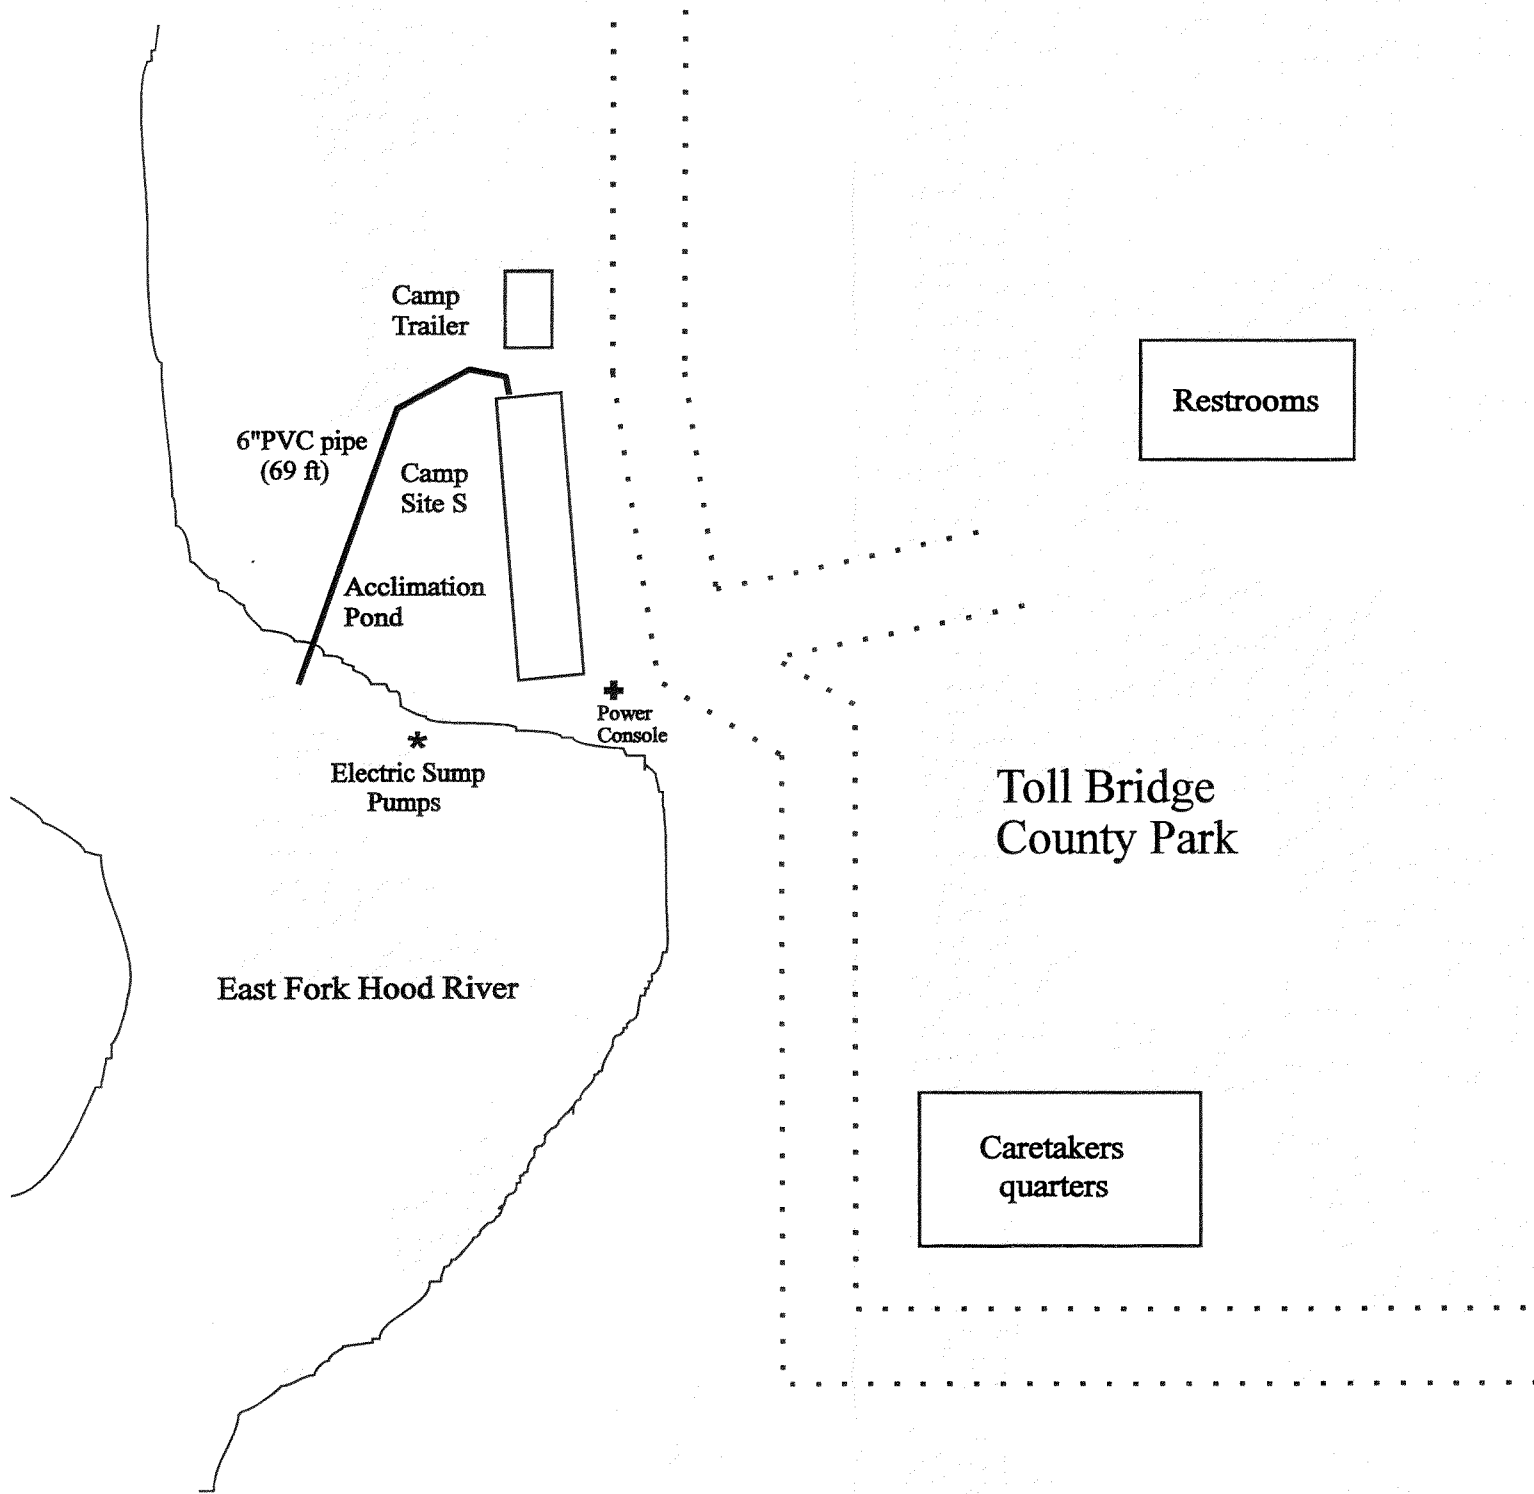 Camp
Trailer
Restrooms
6"PVC pipe
(69 ft)
Camp
Site S
Acclimation
Pond
Power
Console
Electric Sump
Pumps
Toll Bridge
County Park
East Fork Hood River
Caretakers
quarters